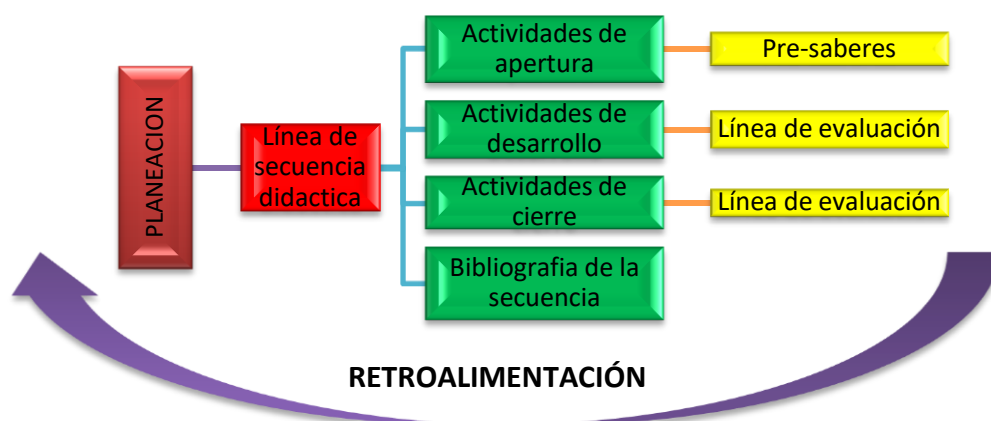 PLANEACION
Línea de
secuencia
didactica
Actividades de
apertura
Pre-saberes
Actividades de
desarrollo
Línea de evaluación
Actividades de
cierre
Línea de evaluación
Bibliografia de la
secuencia
RETROALIMENTACIÓN